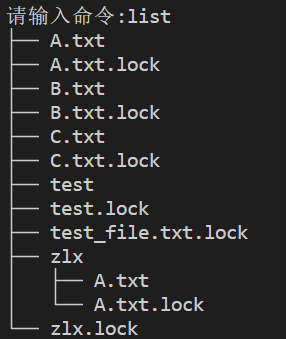 请输入命令:list
├── A.txt
├── A.txt.lock
├── B.txt
├── B.txt.lock
├── C.txt
├── C.txt.lock
├── test
├── test.lock
├── test_file.txt.lock
├── zlx
│   ├── A.txt
│   └── A.txt.lock
└── zlx.lock